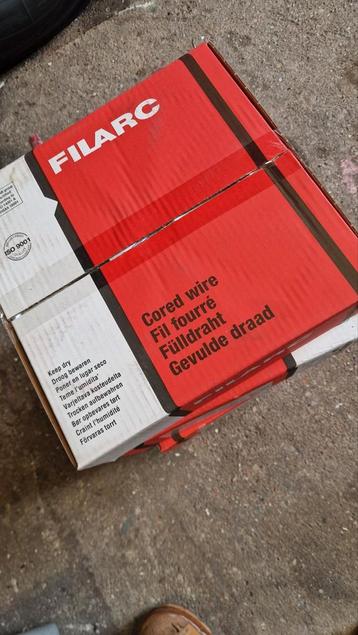 FILARC
ISO 9001
Cored wire
Fil fourré
Fülldraht
Gevulde draad
Keep dry
Droog bewaren
Poner en lugar seco
Teme l'umidita'
Varjeltava kosteudelta
Trocken aufbewahren
Bør opbevares tørt
Craint l'humidité
Förvaras torrt